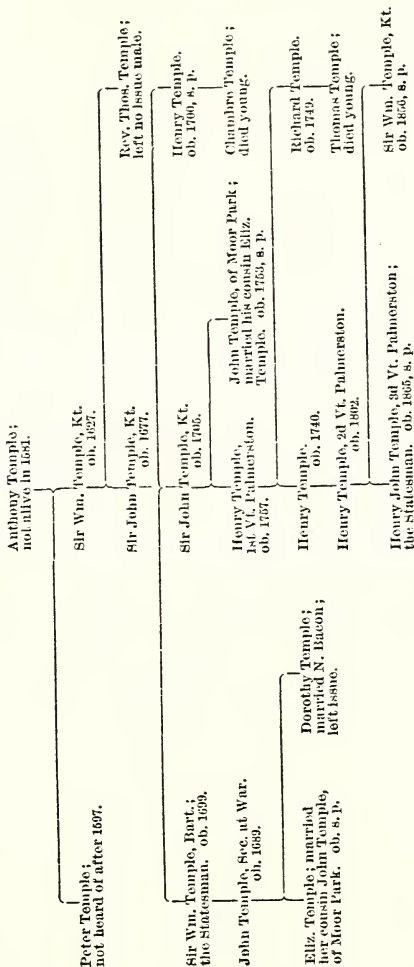 Anthony Temple;
not alive in 1581.
Peter Temple;
not heard of after 1597.
Sir Wm. Temple, Kt.
ob. 1627.
Sir John Temple, Kt.
ob. 1677.
Rev. Thos. Temple;
left no issue male.
Sir Wm. Temple, Bart.;
the Statesman. ob. 1699.
Sir John Temple, Kt.
ob. 1705.
Henry Temple.
ob. 1700, s. p.
John Temple, Sec. at War.
ob. 1689.
Henry Temple,
1st Vt. Palmerston.
ob. 1757.
John Temple, of Moor Park;
married his cousin Eliz.
Temple. ob. 1753, s. p.
Chambre Temple;
died young.
Eliz. Temple; married
her cousin John Temple,
of Moor Park. ob. s. p.
Dorothy Temple;
married N. Bacon;
left issue.
Henry Temple.
ob. 1740.
Richard Temple.
ob. 1749.
Henry Temple, 2d Vt. Palmerston.
ob. 1802.
Thomas Temple;
died young.
Henry John Temple, 3d Vt. Palmerston;
the Statesman. ob. 1865, s. p.
Sir Wm. Temple, Kt.
ob. 1856, s. p.